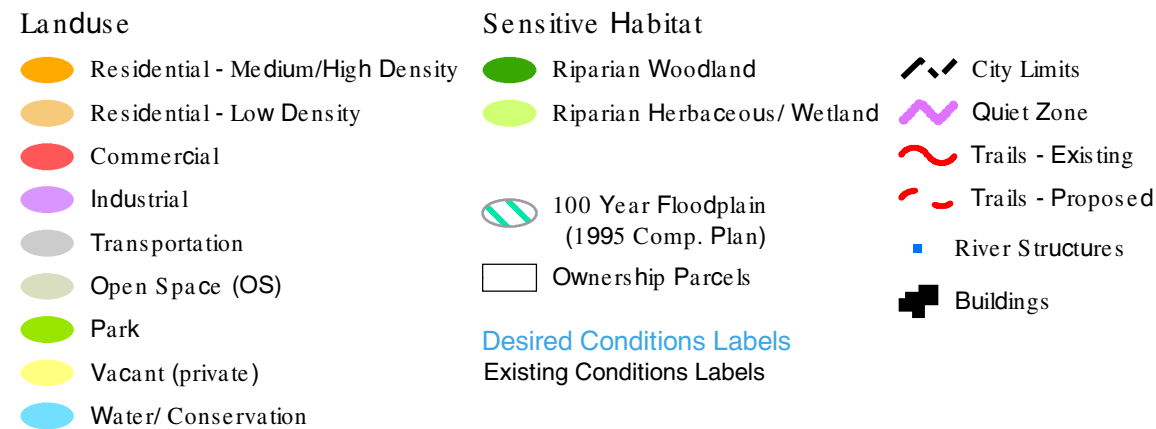 Landuse
Residential - Medium/High Density
Residential - Low Density
Commercial
Industrial
Transportation
Open Space (OS)
Park
Vacant (private)
Water/ Conservation
Sensitive Habitat
Riparian Woodland
Riparian Herbaceous/ Wetland
100 Year Floodplain
(1995 Comp. Plan)
Ownership Parcels
Desired Conditions Labels
Existing Conditions Labels
City Limits
Quiet Zone
Trails - Existing
Trails - Proposed
River Structures
Buildings